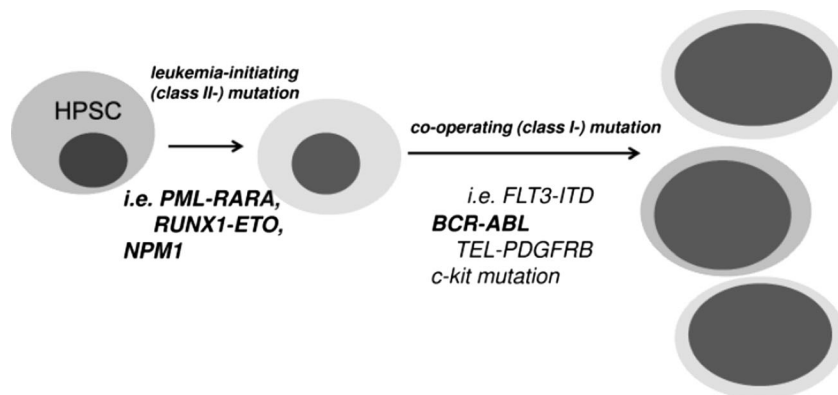 leukemia-initiating
(class II-) mutation
HPSC
co-operating (class I-) mutation
i.e. PML-RARA,
RUNX1-ETO,
NPM1
i.e. FLT3-ITD
BCR-ABL
TEL-PDGFRB
c-kit mutation